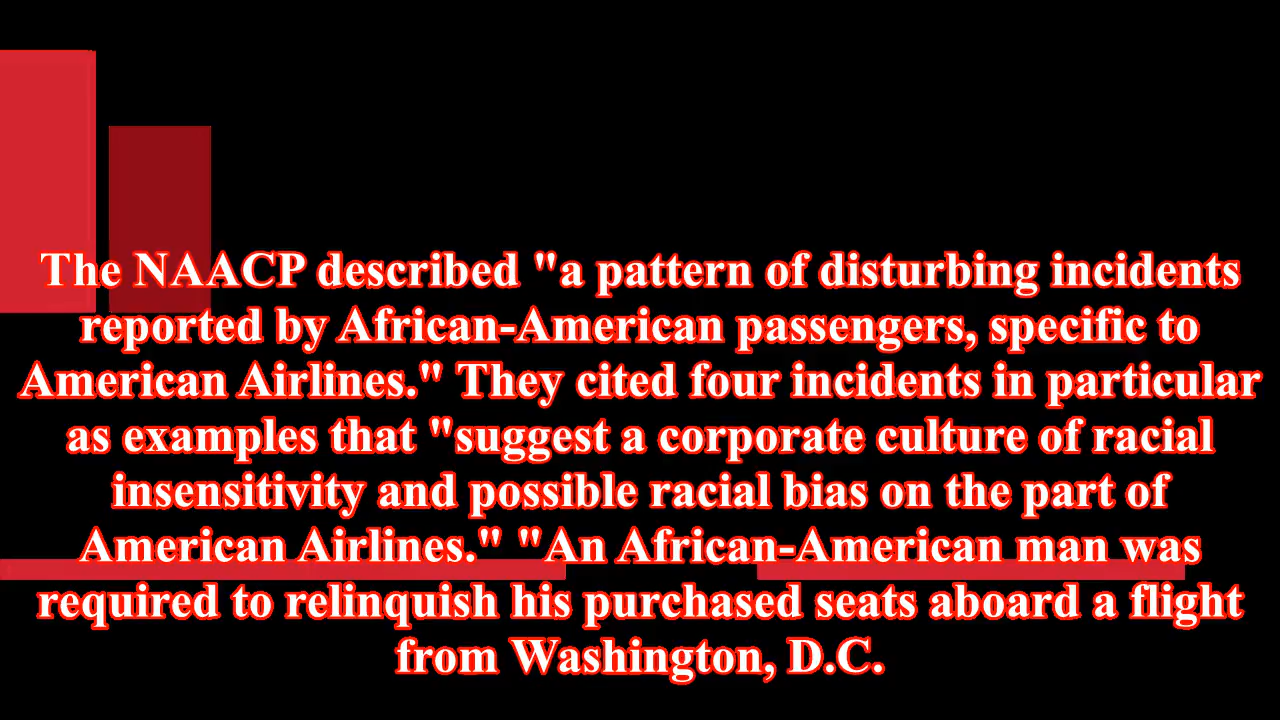 The NAACP described "a pattern of disturbing incidents
reported by African-American passengers, specific to
American Airlines." They cited four incidents in particular
as examples that "suggest a corporate culture of racial
insensitivity and possible racial bias on the part of
American Airlines." "An African-American man was
required to relinquish his purchased seats aboard a flight
from Washington, D.C.